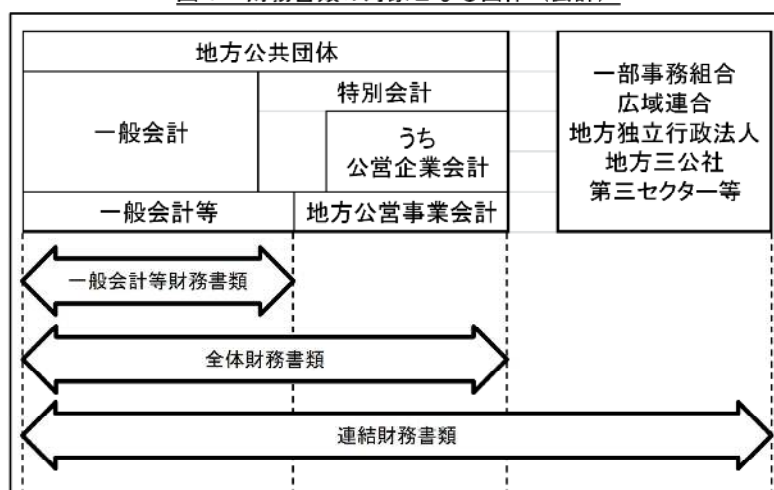 地方公共団体
一般会計
特別会計
うち
公営企業会計
一般会計等
地方公営事業会計
一部事務組合
広域連合
地方独立行政法人
地方三公社
第三セクター等
一般会計等財務書類
全体財務書類
連結財務書類